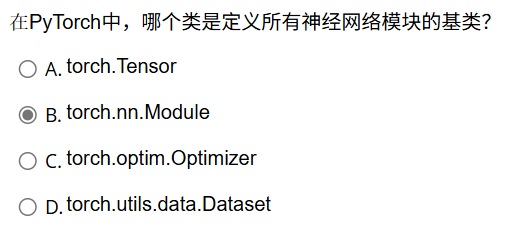 在PyTorch中，哪个类是定义所有神经网络模块的基类？
A. torch.Tensor
B. torch.nn.Module
C. torch.optim.Optimizer
D. torch.utils.data.Dataset